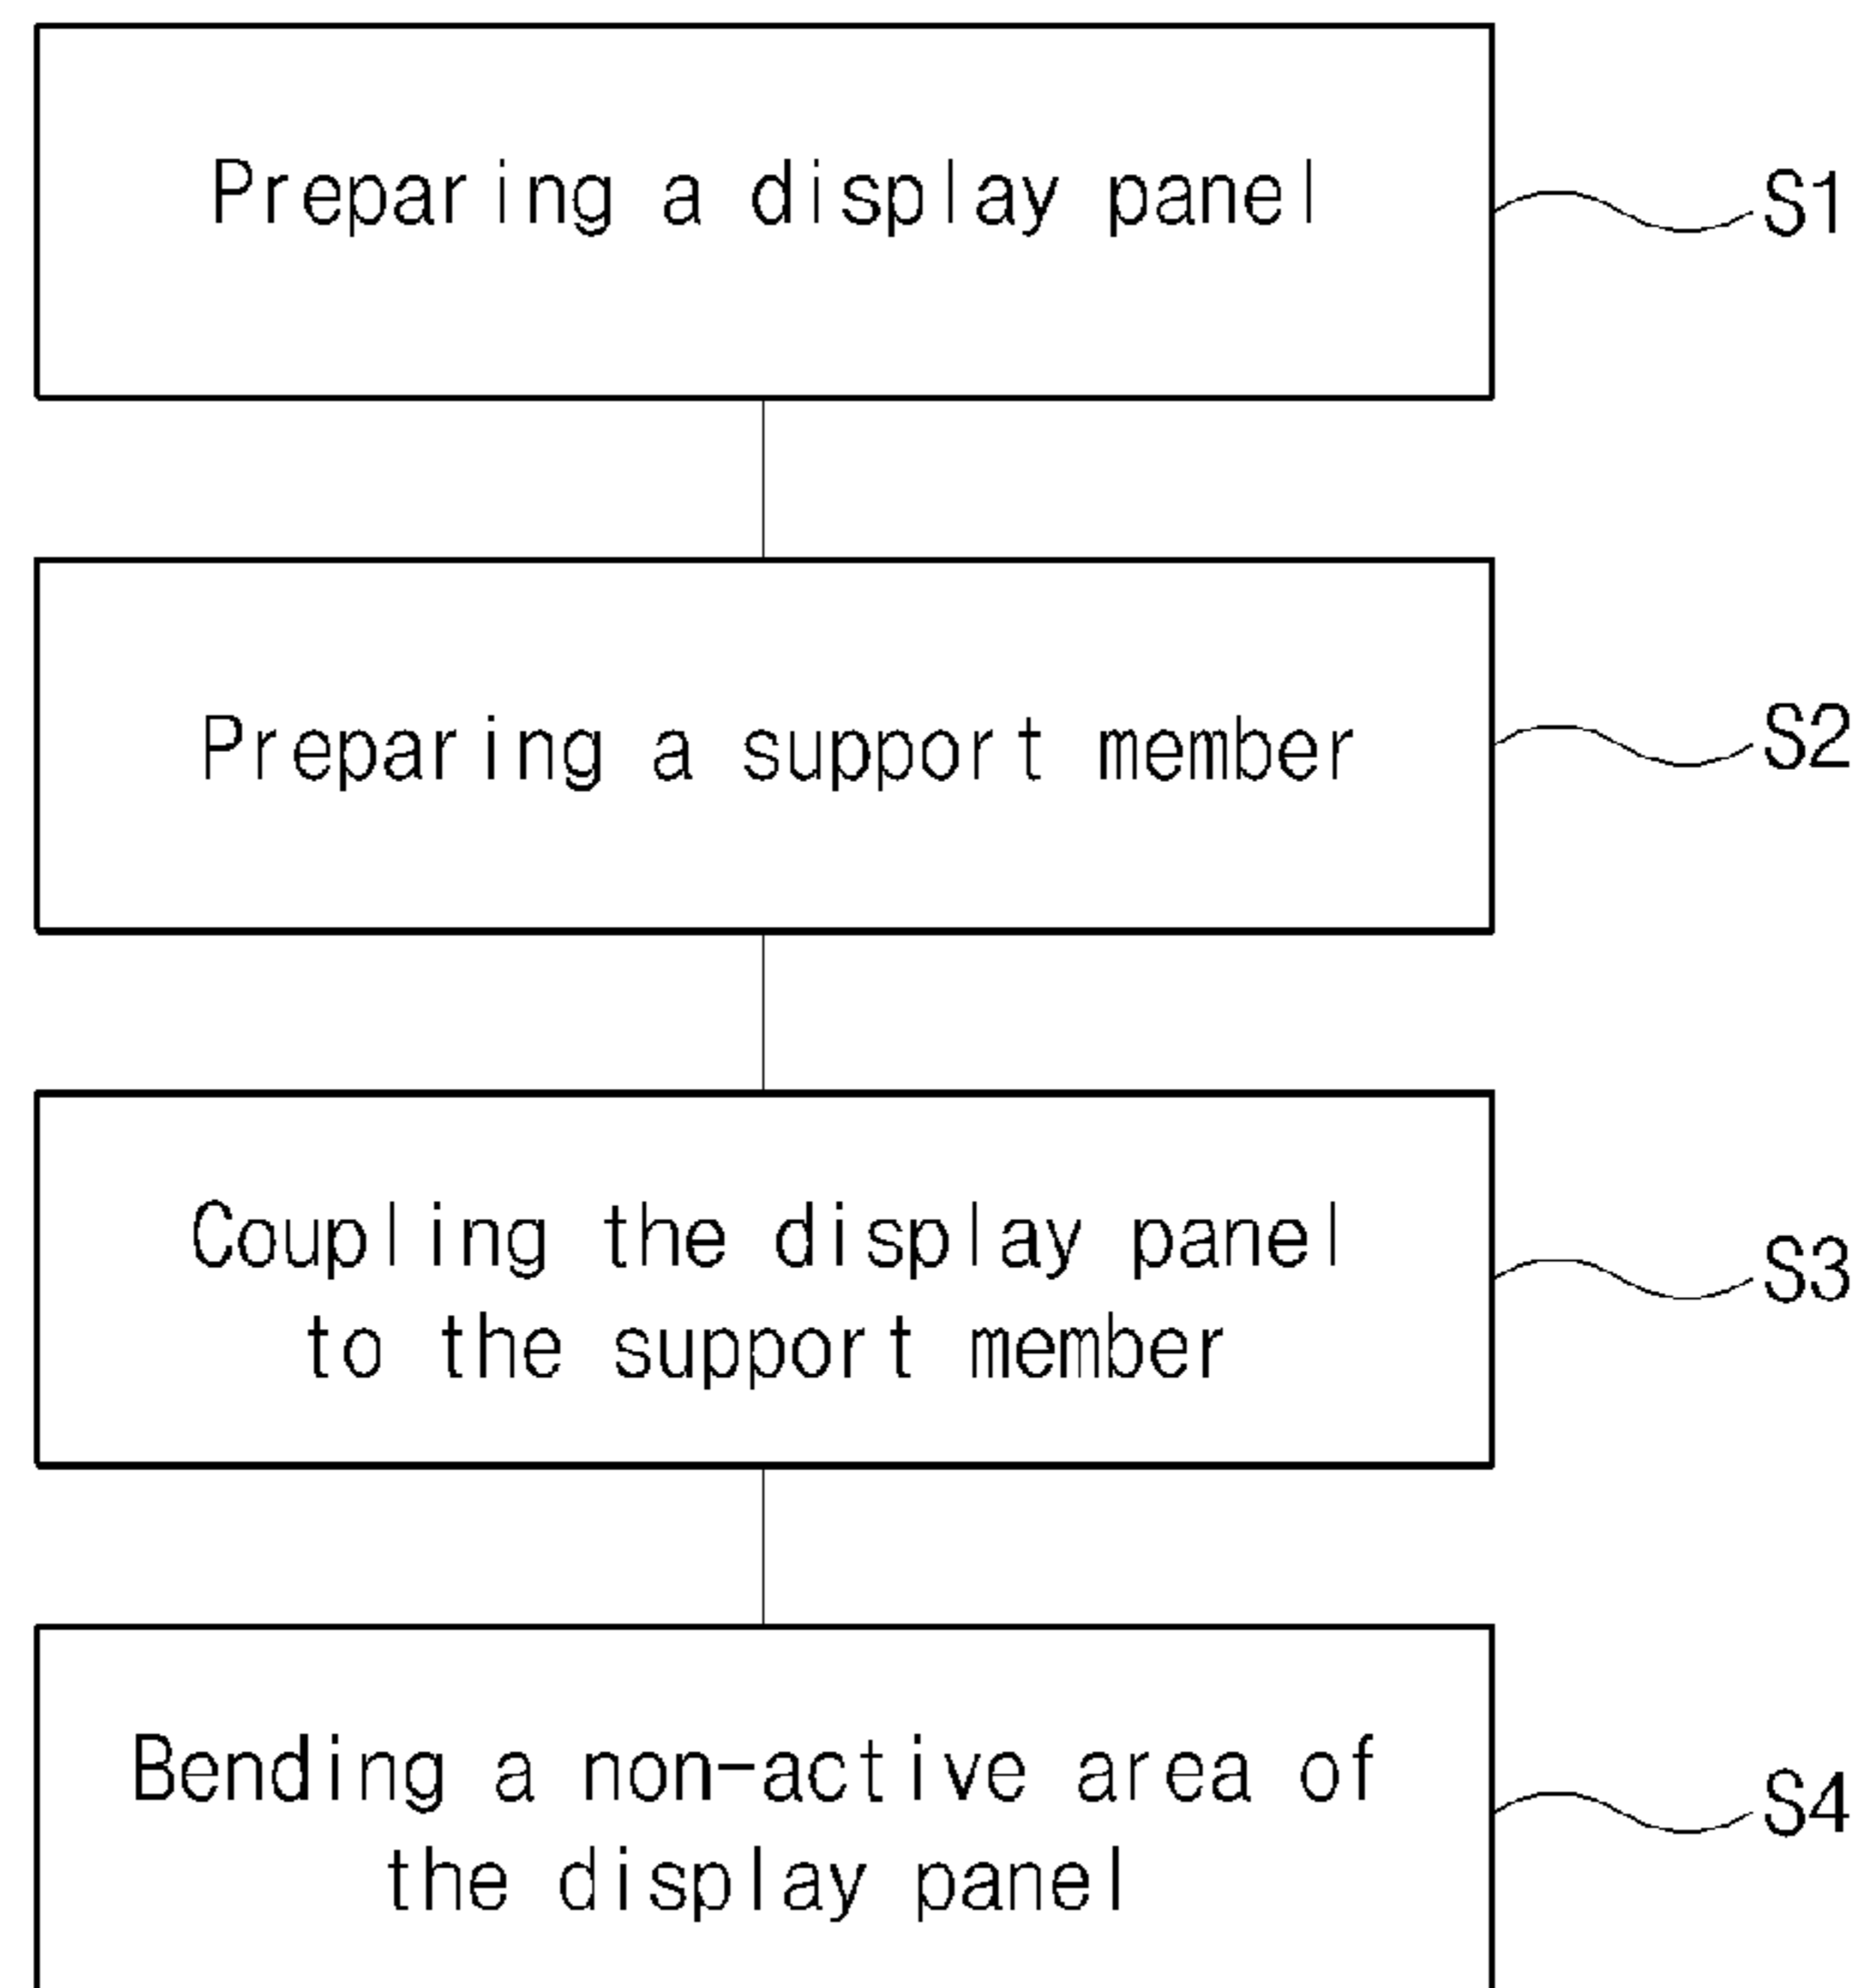 Preparing a display panel
S1
Preparing a support member
S2
Coupling the display panel
to the support member
S3
Bending a non-active area of
the display panel
S4